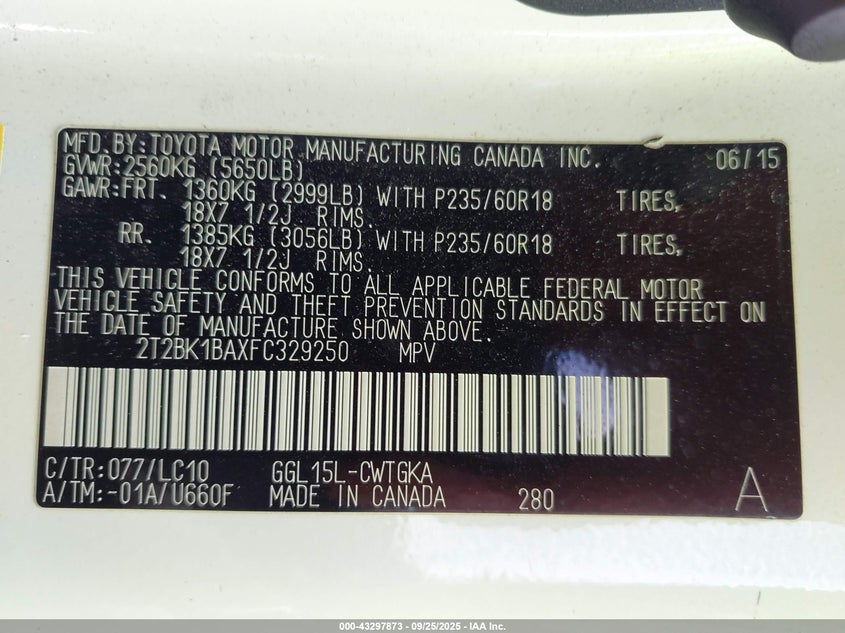 MFD.BY:TOYOTA MOTOR MANUFACTURING CANADA INC. 06/15
GVWR:2560KG (5650LB)
GAWR:FRT. 1360KG (2999LB) WITH P235/60R18 TIRES,
18X7 1/2J RIMS.
RR. 1385KG (3056LB) WITH P235/60R18 TIRES,
18X7 1/2J RIMS.
THIS VEHICLE CONFORMS TO ALL APPLICABLE FEDERAL MOTOR
VEHICLE SAFETY AND THEFT PREVENTION STANDARDS IN EFFECT ON
THE DATE OF MANUFACTURE SHOWN ABOVE.
2T2BK1BAXFC329250 MPV
C/TR:077/LC10 GGL15L-CWTGKA
A/TM:-01A/U660F MADE IN CANADA 280 A
000-43297873 - 09/25/2025 - IAA Inc.